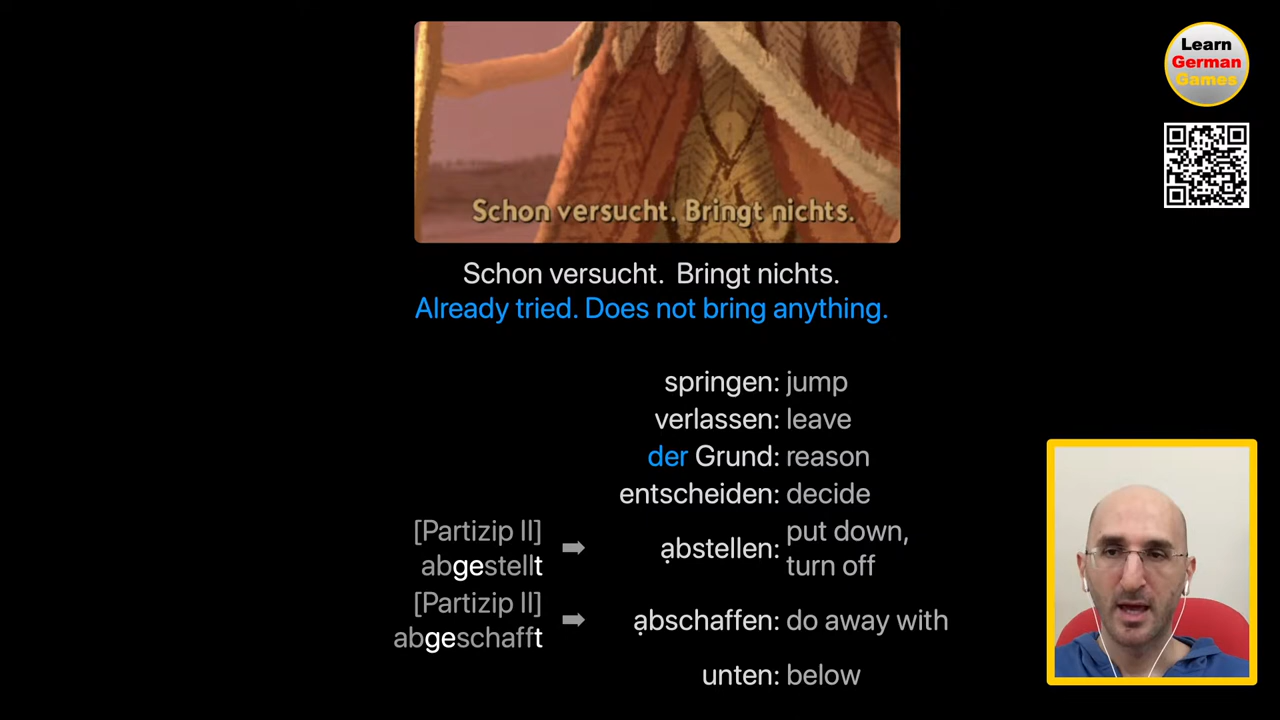 Learn
German
Games
Schon versucht. Bringt nichts.
Schon versucht. Bringt nichts.
Already tried. Does not bring anything.
springen: jump
verlassen: leave
der Grund: reason
entscheiden: decide
[Partizip II]
abgestellt
➡ ạbstellen: put down,
turn off
[Partizip II]
abgeschafft
➡ ạbschaffen: do away with
unten: below